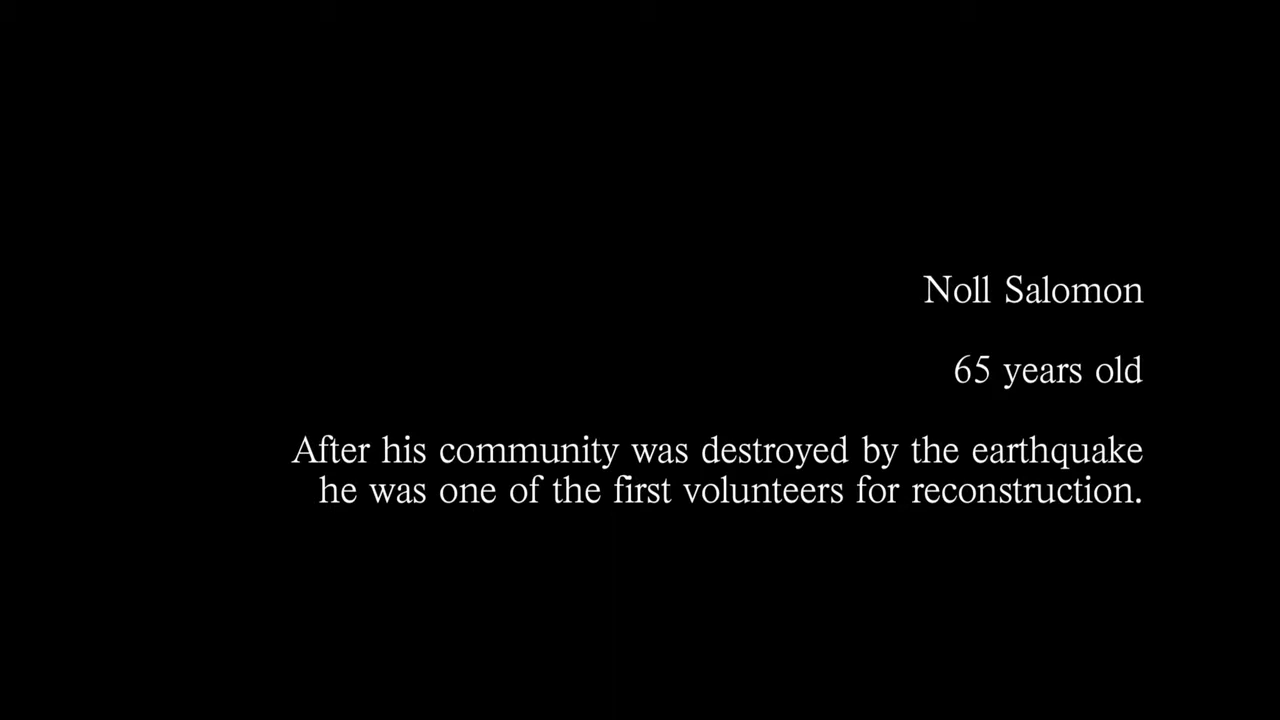 Noll Salomon
65 years old
After his community was destroyed by the earthquake
he was one of the first volunteers for reconstruction.